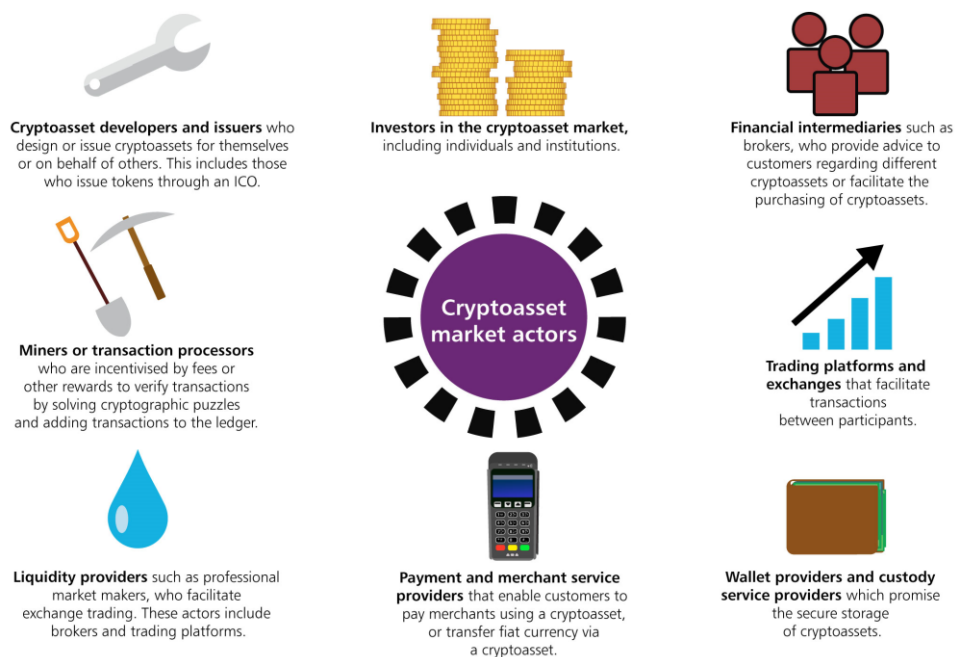 Cryptoasset developers and issuers who
design or issue cryptoassets for themselves
or on behalf of others. This includes those
who issue tokens through an ICO.
Investors in the cryptoasset market,
including individuals and institutions.
Financial intermediaries such as
brokers, who provide advice to
customers regarding different
cryptoassets or facilitate the
purchasing of cryptoassets.
Miners or transaction processors
who are incentivised by fees or
other rewards to verify transactions
by solving cryptographic puzzles
and adding transactions to the ledger.
Cryptoasset
market actors
Trading platforms and
exchanges that facilitate
transactions
between participants.
Liquidity providers such as professional
market makers, who facilitate
exchange trading. These actors include
brokers and trading platforms.
Payment and merchant service
providers that enable customers to
pay merchants using a cryptoasset,
or transfer fiat currency via
a cryptoasset.
Wallet providers and custody
service providers which promise
the secure storage
of cryptoassets.